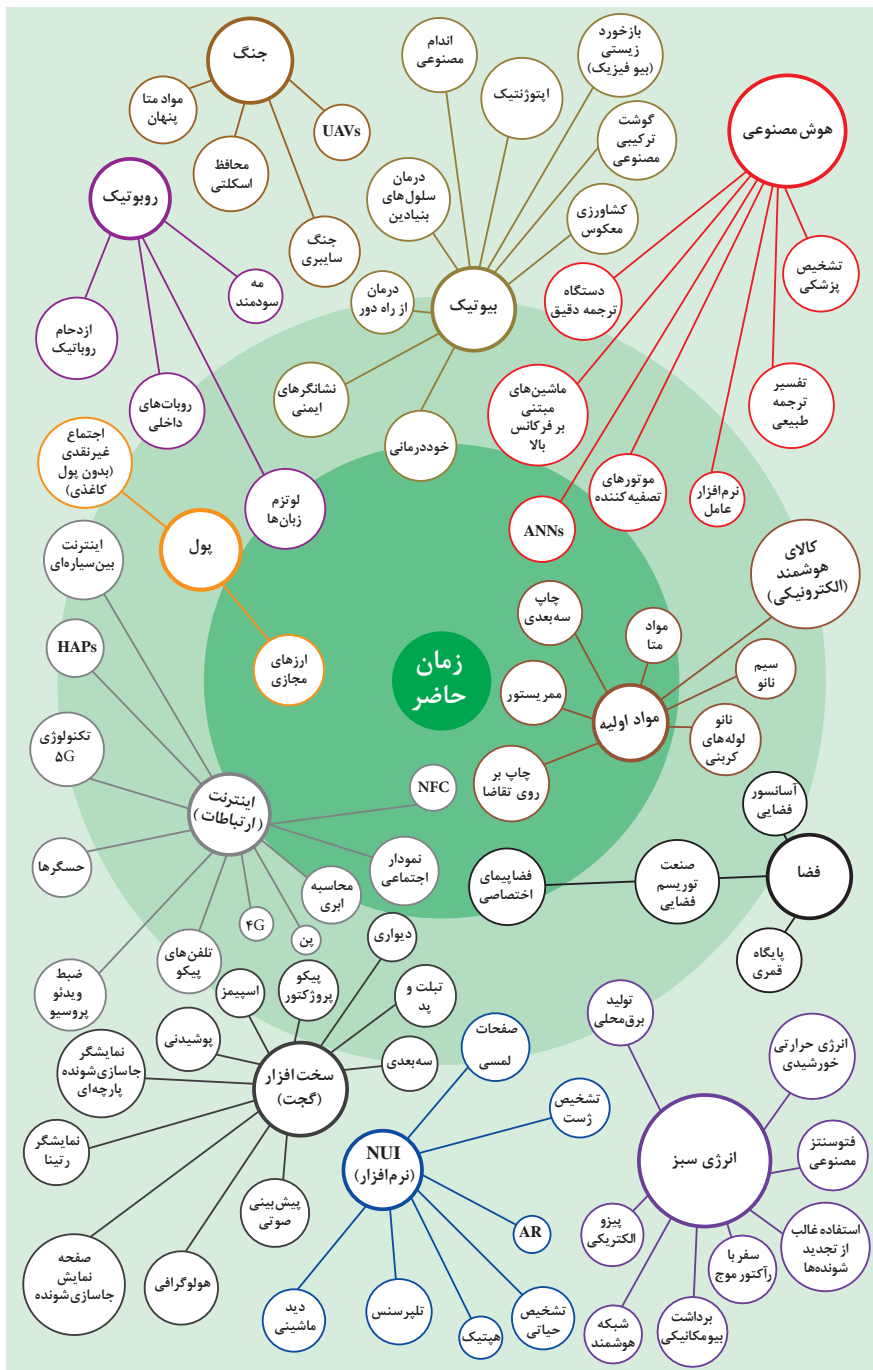 زمان
حاضر
جنگ
مواد متا
پنهان
محافظ
اسکلتی
جنگ
سایبری
UAVs
روبوتیک
ازدحام
روباتیک
روبات‌های
داخلی
لوتزم
زبان‌ها
مه
سودمند
بیوتیک
اندام
مصنوعی
اپتوژنتیک
بازخورد
زیستی
(بیو فیزیک)
گوشت
ترکیبی
مصنوعی
کشاورزی
معکوس
درمان
سلول‌های
بنیادین
درمان
از راه دور
نشانگرهای
ایمنی
خوددرمانی
هوش مصنوعی
تشخیص
پزشکی
تفسیر
ترجمه
طبیعی
نرم‌افزار
عامل
موتورهای
تصفیه‌کننده
ANNs
ماشین‌های
مبتنی
بر فرکانس
بالا
دستگاه
ترجمه دقیق
پول
اجتماع
غیرنقدی
(بدون پول
کاغذی)
ارزهای
مجازی
مواد اولیه
کالای
هوشمند
(الکترونیکی)
سیم
نانو
نانو
لوله‌های
کربنی
مواد
متا
چاپ
سه‌بعدی
ممریستور
چاپ بر
روی تقاضا
فضا
آسانسور
فضایی
صنعت
توریسم
فضایی
فضاپیمای
اختصاصی
پایگاه
قمری
اینترنت
(ارتباطات)
اینترنت
بین‌سیاره‌ای
HAPs
تکنولوژی
۵G
حسگرها
ضبط
ویدئو
پروسیو
تلفن‌های
پیکو
۴G
پن
محاسبه
ابری
نمودار
اجتماعی
NFC
سخت‌افزار
(گجت)
دیواری
پیکو
پروژکتور
اسپیمز
پوشیدنی
تبلت و
پد
سه‌بعدی
نمایشگر
جاسازی‌شونده
پارچه‌ای
نمایشگر
رتینا
صفحه
نمایش
جاسازی‌شونده
هولوگرافی
پیش‌بینی
صوتی
NUI
(نرم‌افزار)
صفحات
لمسی
تشخیص
ژست
AR
تشخیص
حیاتی
هپتیک
تلپرسنس
دید
ماشینی
انرژی سبز
تولید
برق‌محلی
انرژی حرارتی
خورشیدی
فتوسنتز
مصنوعی
استفاده غالب
از تجدید
شونده‌ها
سفر با
رآکتور موج
برداشت
بیومکانیکی
شبکه
هوشمند
پیزو
الکتریکی